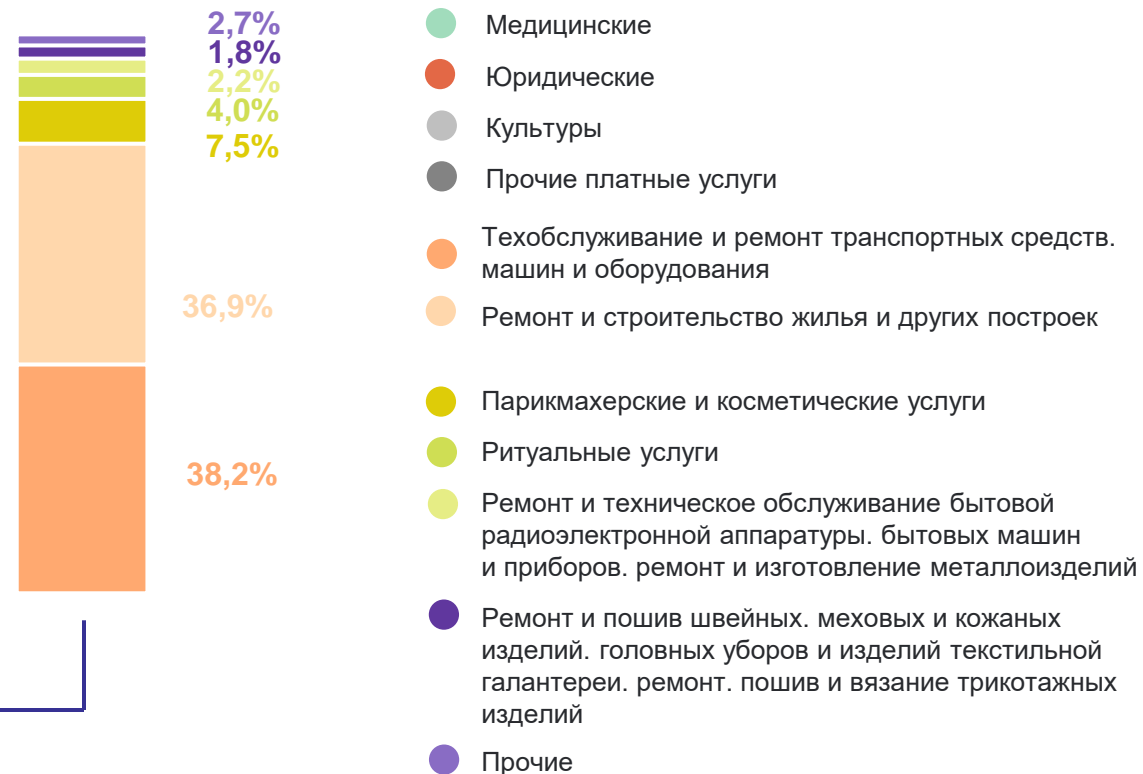 2,7%
1,8%
2,2%
4,0%
7,5%
36,9%
38,2%
Медицинские
Юридические
Культуры
Прочие платные услуги
Техобслуживание и ремонт транспортных средств.
машин и оборудования
Ремонт и строительство жилья и других построек
Парикмахерские и косметические услуги
Ритуальные услуги
Ремонт и техническое обслуживание бытовой
радиоэлектронной аппаратуры. бытовых машин
и приборов. ремонт и изготовление металлоизделий
Ремонт и пошив швейных. меховых и кожаных
изделий. головных уборов и изделий текстильной
галантереи. ремонт. пошив и вязание трикотажных
изделий
Прочие